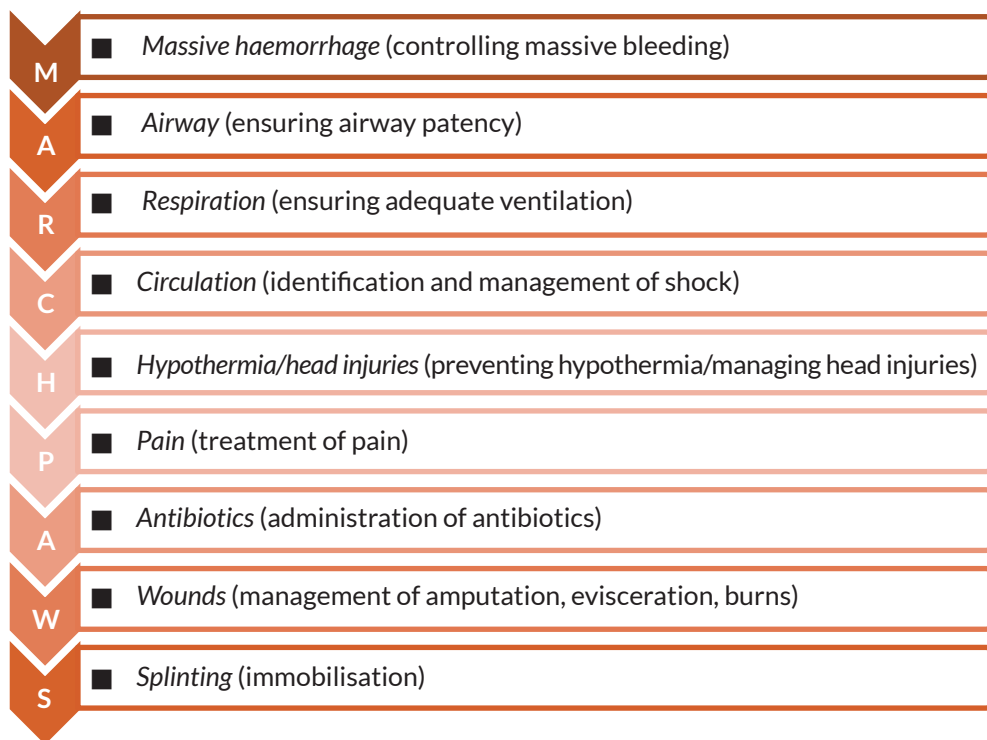 M ■ Massive haemorrhage (controlling massive bleeding)
A ■ Airway (ensuring airway patency)
R ■ Respiration (ensuring adequate ventilation)
C ■ Circulation (identification and management of shock)
H ■ Hypothermia/head injuries (preventing hypothermia/managing head injuries)
P ■ Pain (treatment of pain)
A ■ Antibiotics (administration of antibiotics)
W ■ Wounds (management of amputation, evisceration, burns)
S ■ Splinting (immobilisation)